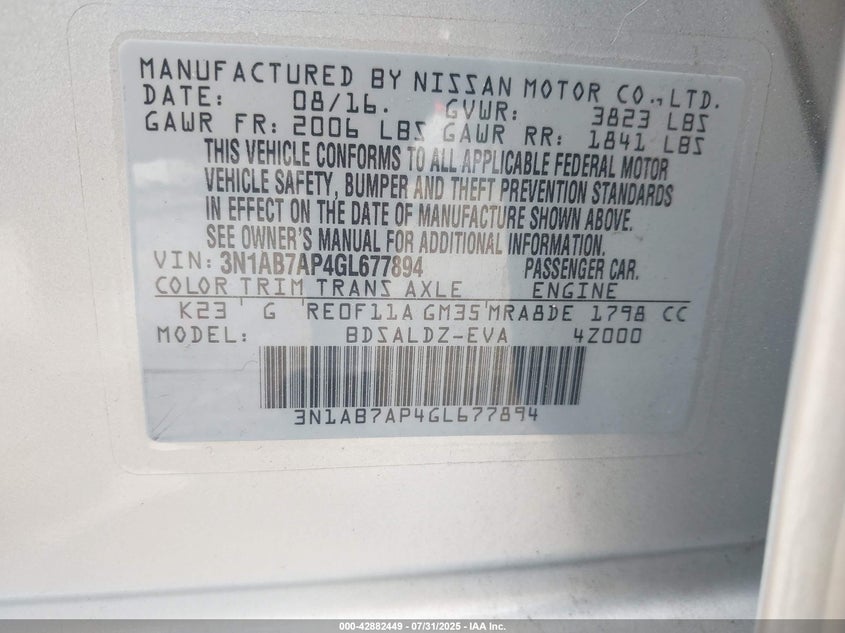 MANUFACTURED BY NISSAN MOTOR CO., LTD.
DATE: 08/16. GVWR: 3823 LBS
GAWR FR: 2006 LBS GAWR RR: 1841 LBS
THIS VEHICLE CONFORMS TO ALL APPLICABLE FEDERAL MOTOR
VEHICLE SAFETY, BUMPER AND THEFT PREVENTION STANDARDS
IN EFFECT ON THE DATE OF MANUFACTURE SHOWN ABOVE.
SEE OWNER'S MANUAL FOR ADDITIONAL INFORMATION.
VIN: 3N1AB7AP4GL677894 PASSENGER CAR.
COLOR TRIM TRANS AXLE ENGINE
K23 G RE0F11A GM35 MRA8DE 1798 CC
MODEL: BDSALDZ-EVA 4Z000
3N1AB7AP4GL677894
000-42882449 - 07/31/2025 - IAA Inc.